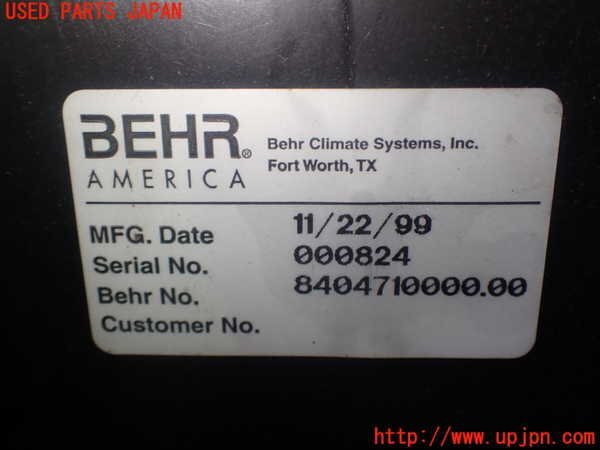 USED PARTS JAPAN
BEHR® Behr Climate Systems, Inc.
AMERICA Fort Worth, TX
MFG. Date 11/22/99
Serial No. 000824
Behr No. 8404710000.00
Customer No.
http://www.upjpn.com/